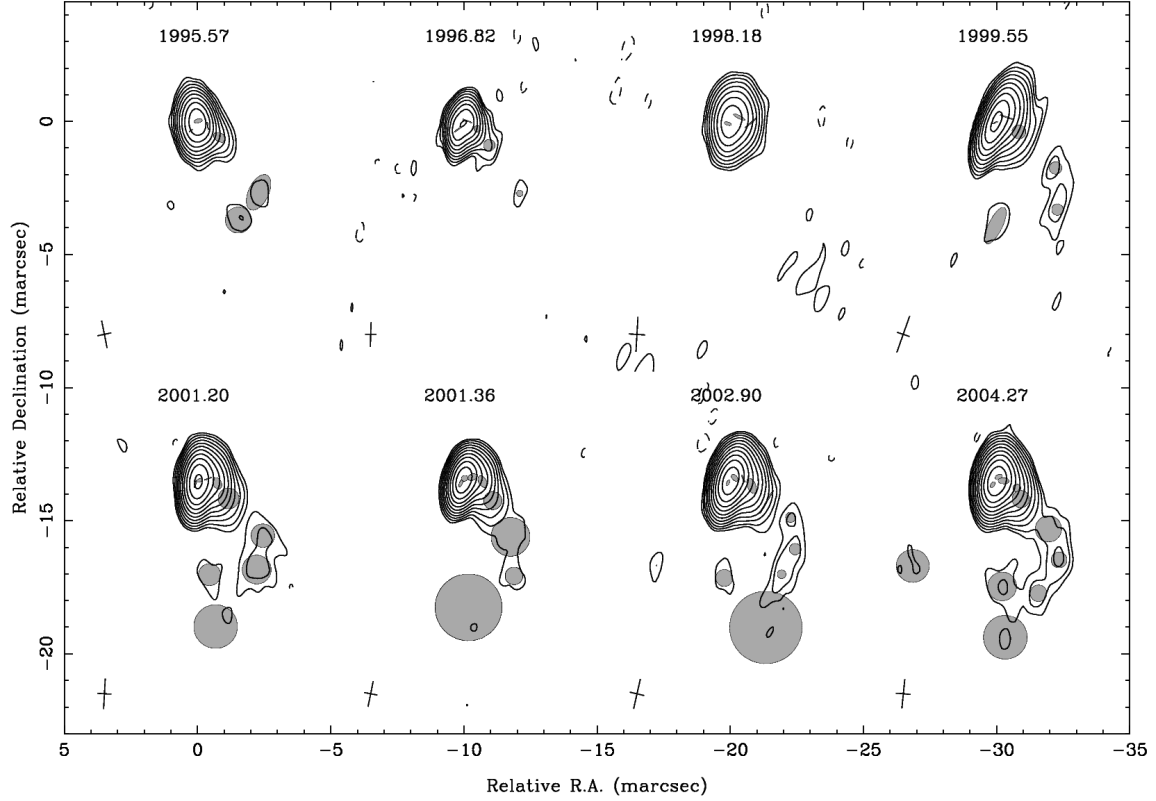 1995.57 1996.82 1998.18 1999.55
0
−5
Relative Declination (marcsec)
−10
2001.20 2001.36 2002.90 2004.27
−15
−20
5 0 −5 −10 −15 −20 −25 −30 −35
Relative R.A. (marcsec)